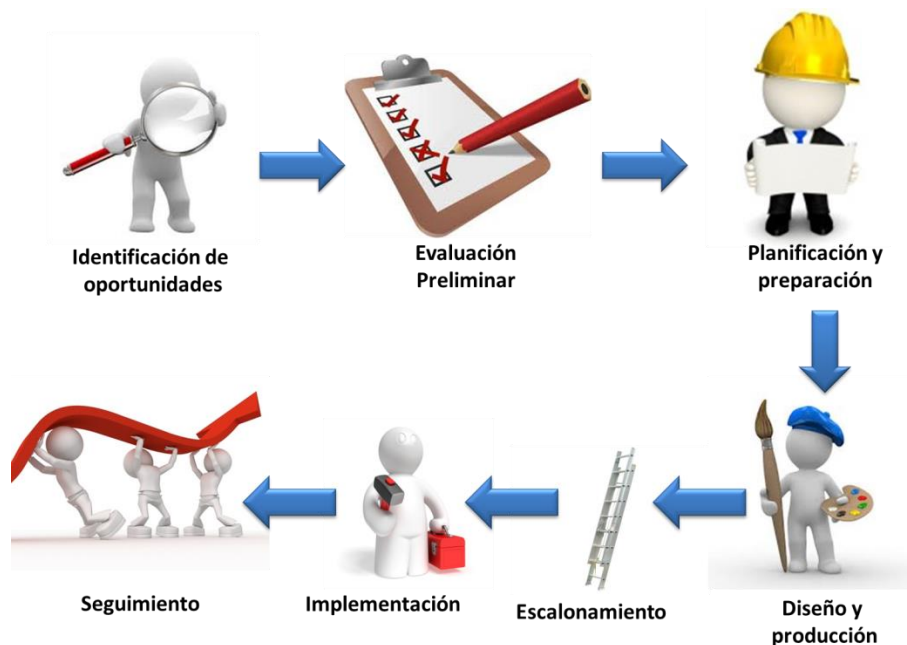 Identificación de
oportunidades
Evaluación
Preliminar
Planificación y
preparación
Diseño y
producción
Escalonamiento
Implementación
Seguimiento